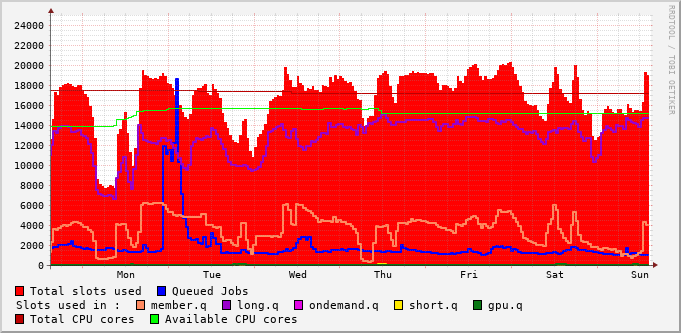 RRDTOOL / TOBI OETIKER
24000
22000
20000
18000
16000
14000
12000
10000
8000
6000
4000
2000
0
Mon Tue Wed Thu Fri Sat Sun
Total slots used Queued Jobs
Slots used in : member.q long.q ondemand.q short.q gpu.q
Total CPU cores Available CPU cores